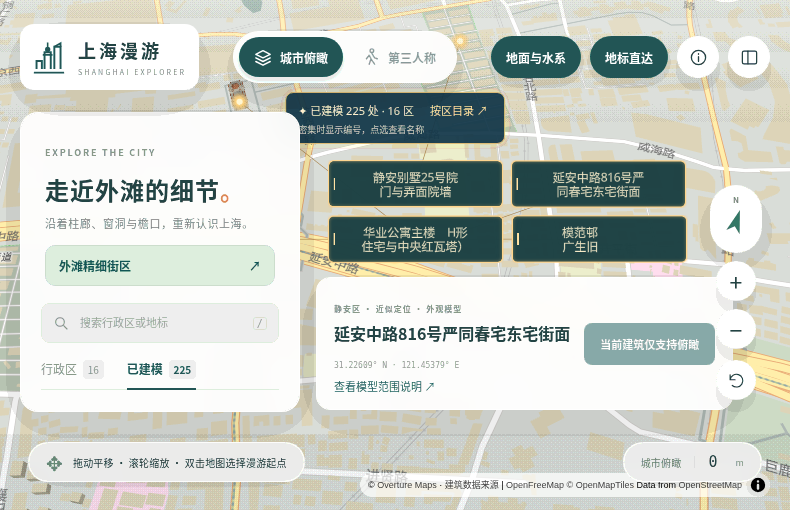 上海漫游
SHANGHAI EXPLORER
城市俯瞰
第三人称
地面与水系
地标直达
✦ 已建模 225 处 · 16 区 按区目录 ↗
密集时显示编号，点选查看名称
EXPLORE THE CITY
走近外滩的细节。
沿着柱廊、窗洞与檐口，重新认识上海。
外滩精细街区 ↗
搜索行政区或地标 /
行政区 16 已建模 225
静安别墅25号院
门与弄面院墙
延安中路816号严
同春宅东宅街面
华业公寓主楼 H形
住宅与中央红瓦塔）
模范邨
广生旧
威海路
延安中路
N
静安区 · 近似定位 · 外观模型
延安中路816号严同春宅东宅街面
31.22609° N · 121.45379° E
查看模型范围说明 ↗
当前建筑仅支持俯瞰
拖动平移 · 滚轮缩放 · 双击地图选择漫游起点
进贤路
巨鹿
城市俯瞰 0 m
© Overture Maps · 建筑数据来源 | OpenFreeMap © OpenMapTiles Data from OpenStreetMap